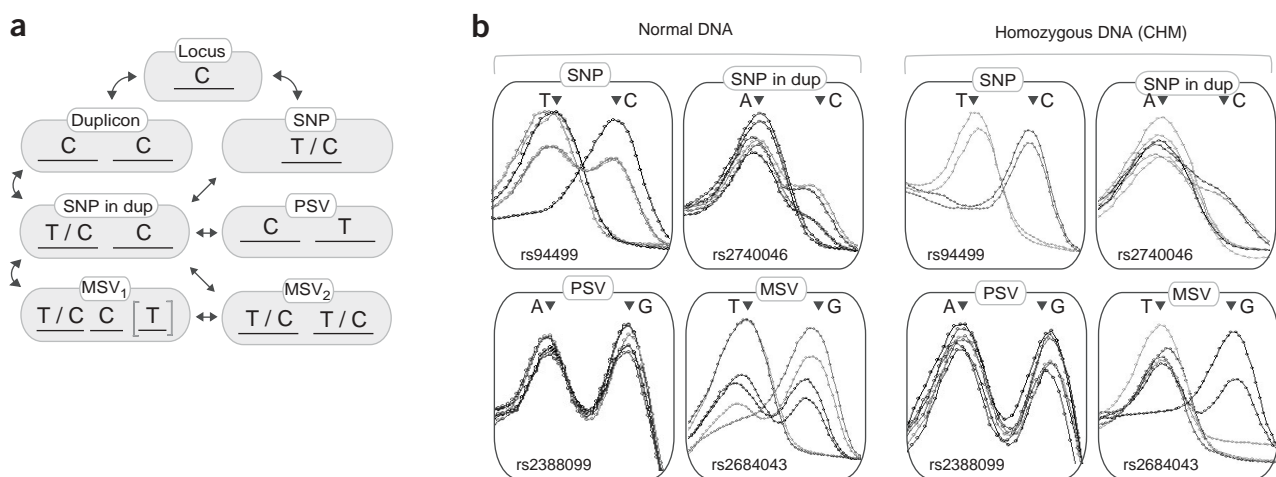 a
Locus
C
Duplicon
C C
SNP
T / C
SNP in dup
T / C C
PSV
C T
MSV1
T / C C [ T ]
MSV2
T / C T / C
b
Normal DNA
SNP
T C
rs94499
SNP in dup
A C
rs2740046
PSV
A G
rs2388099
MSV
T G
rs2684043
Homozygous DNA (CHM)
SNP
T C
rs94499
SNP in dup
A C
rs2740046
PSV
A G
rs2388099
MSV
T G
rs2684043